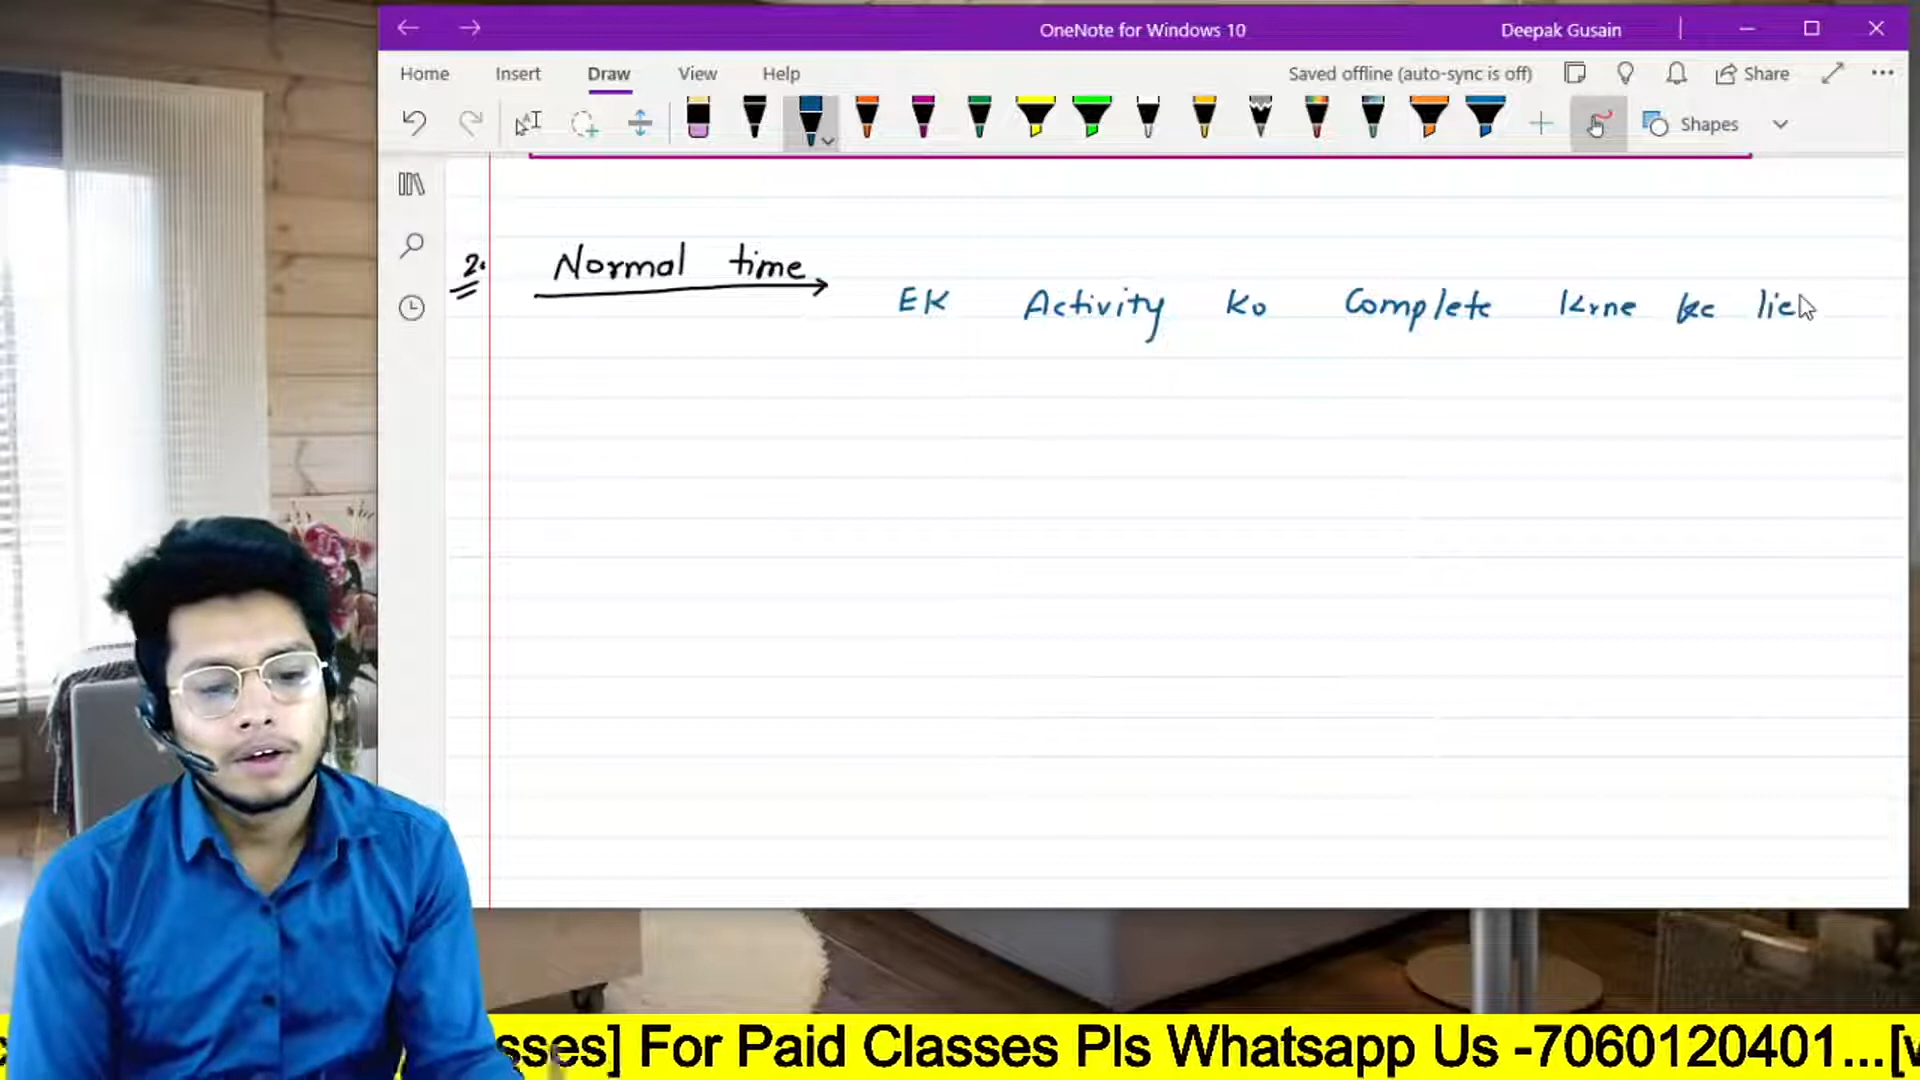 OneNote for Windows 10
Deepak Gusain
Home Insert Draw View Help
Saved offline (auto-sync is off)
Share
Shapes
2. Normal time
EK Activity Ko Complete Krne ke lie
sses] For Paid Classes Pls Whatsapp Us -7060120401...[v